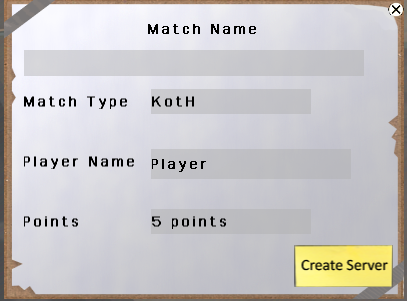 Match Name
Match Type KotH
Player Name Player
Points 5 points
Create Server